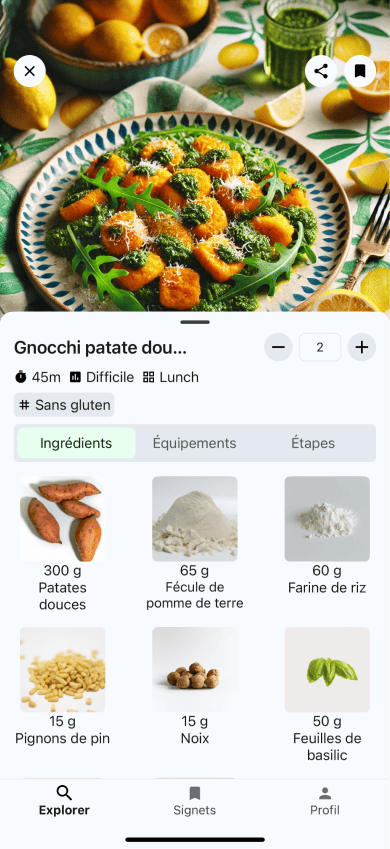 Gnocchi patate dou...
2
45m Difficile Lunch
# Sans gluten
Ingrédients Équipements Étapes
300 g
Patates
douces
65 g
Fécule de
pomme de terre
60 g
Farine de riz
15 g
Pignons de pin
15 g
Noix
50 g
Feuilles de
basilic
Explorer Signets Profil